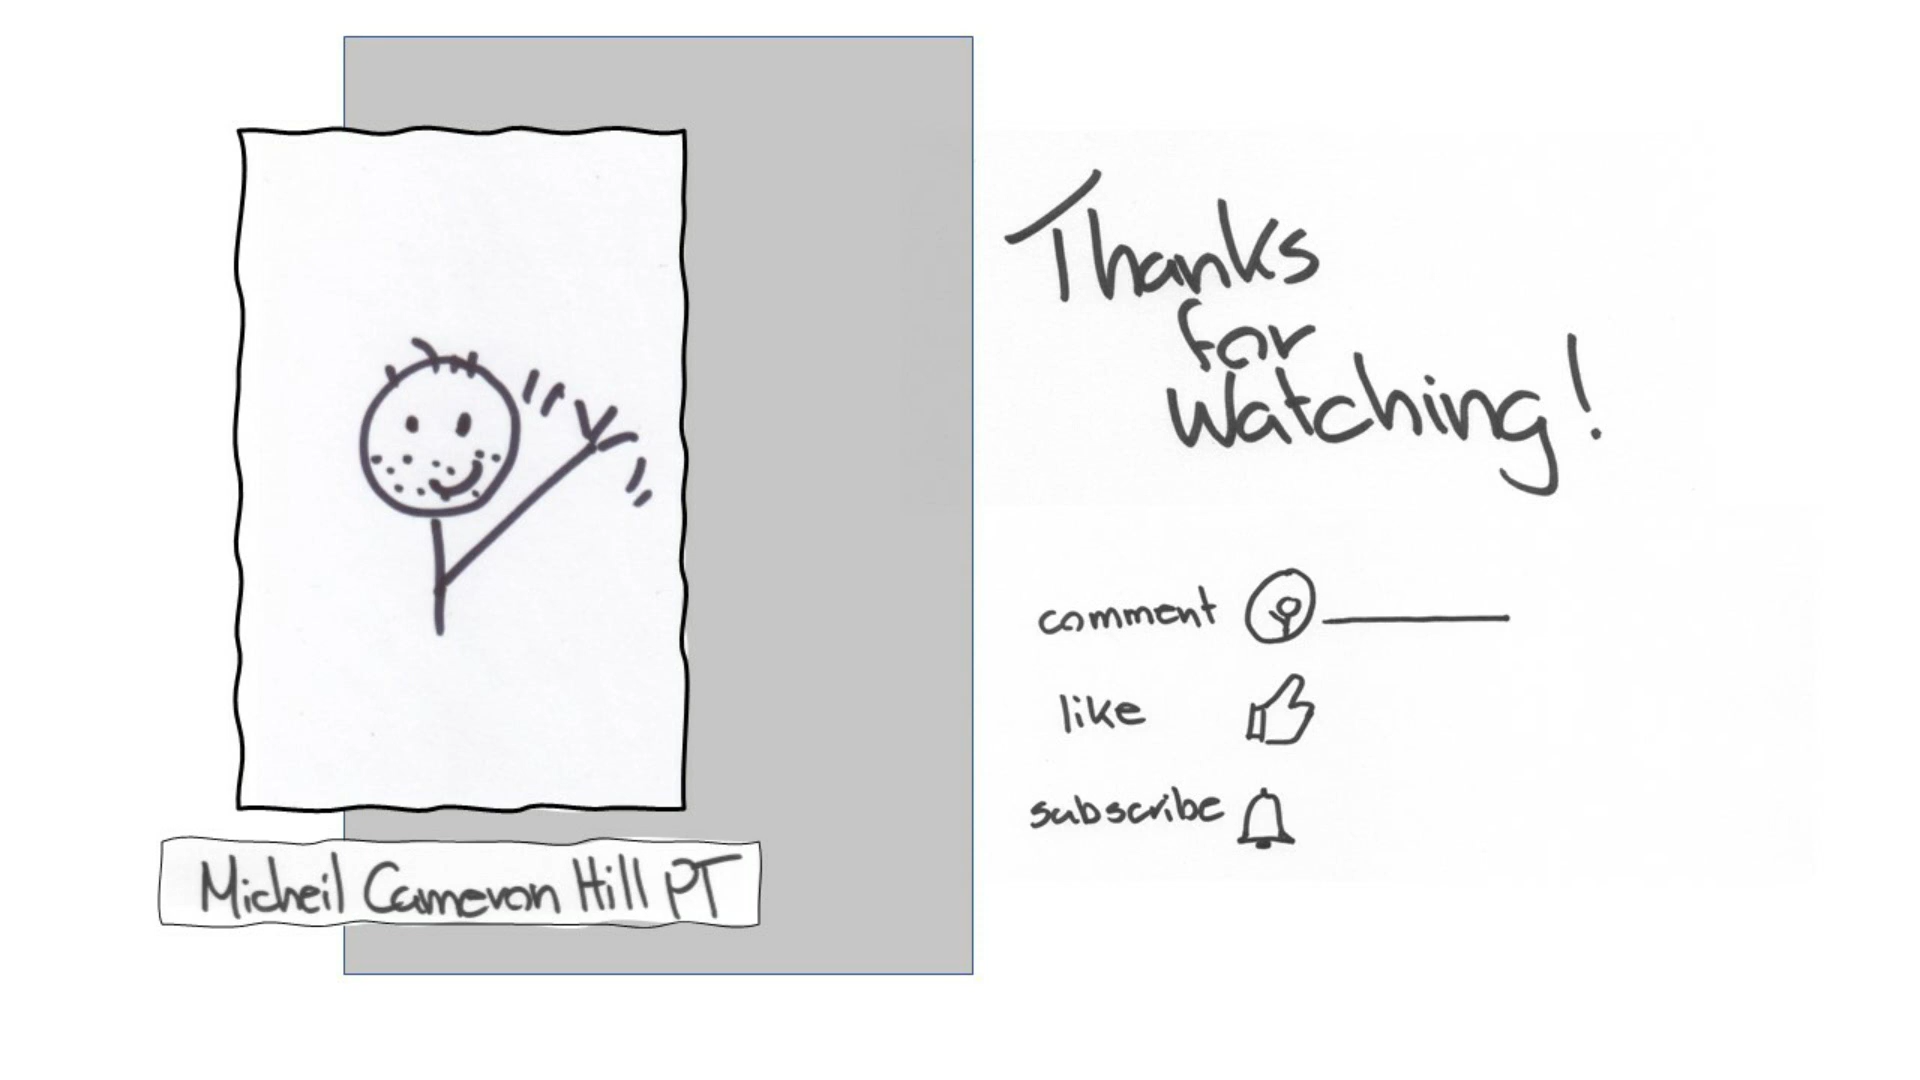 Thanks
for
Watching!
comment
like
subscribe
Micheil Cameron Hill PT